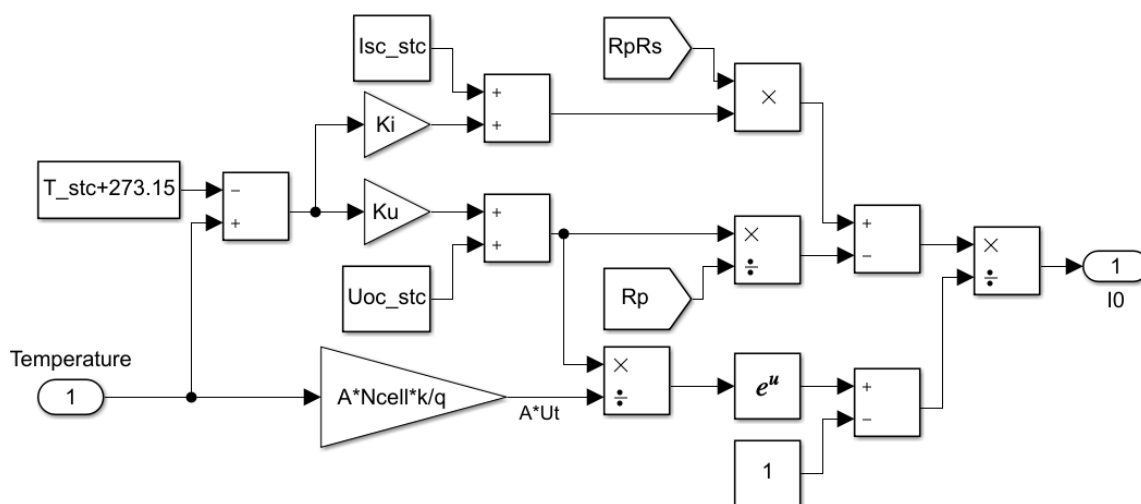 Isc_stc
+
+
RpRs
×
Ki
T_stc+273.15
−
+
Ku
+
+
×
÷
+
−
×
÷
1
I0
Uoc_stc
Rp
Temperature
1
A*Ncell*k/q
A*Ut
×
÷
e^u
+
−
1